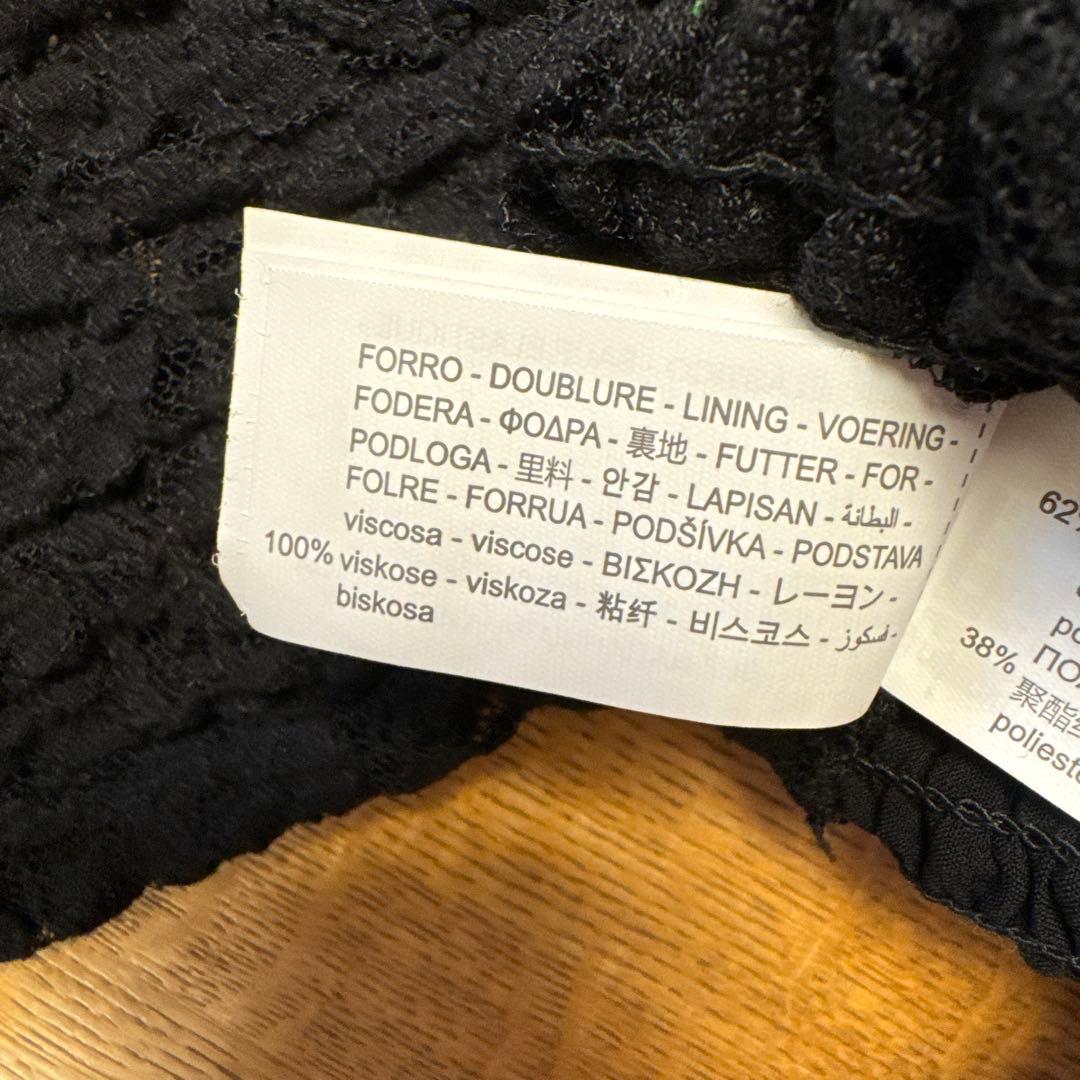 FORRO - DOUBLURE - LINING - VOERING -
FODERA - ΦΟΔΡΑ - 裏地 - FUTTER - FOR -
PODLOGA - 里料 - 안감 - LAPISAN - البطانة -
FOLRE - FORRUA - PODŠÍVKA - PODSTAVA
viscosa - viscose - ΒΙΣΚΟΖΗ - レーヨン -
100% viskose - viskoza - 粘纤 - 비스코스 - فسكوز -
biskosa
38%